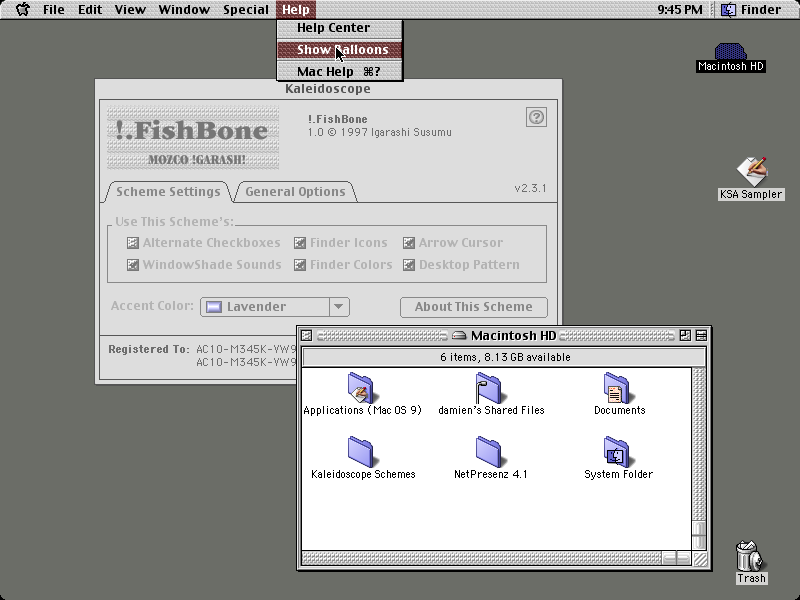 File Edit View Window Special Help 9:45 PM Finder
Help Center
Show Balloons
Mac Help ⌘?
Macintosh HD
Kaleidoscope
!.FishBone
MOZCO !GARASH!
!.FishBone
1.0 © 1997 Igarashi Susumu
KSA Sampler
Scheme Settings General Options v2.3.1
Use This Scheme's:
Alternate Checkboxes Finder Icons Arrow Cursor
WindowShade Sounds Finder Colors Desktop Pattern
Accent Color: Lavender About This Scheme
Registered To: AC10-M345K-VW9
AC10-M345K-VW9
Macintosh HD
6 items, 8.13 GB available
Applications (Mac OS 9) damien's Shared Files Documents
Kaleidoscope Schemes NetPresenz 4.1 System Folder
Trash